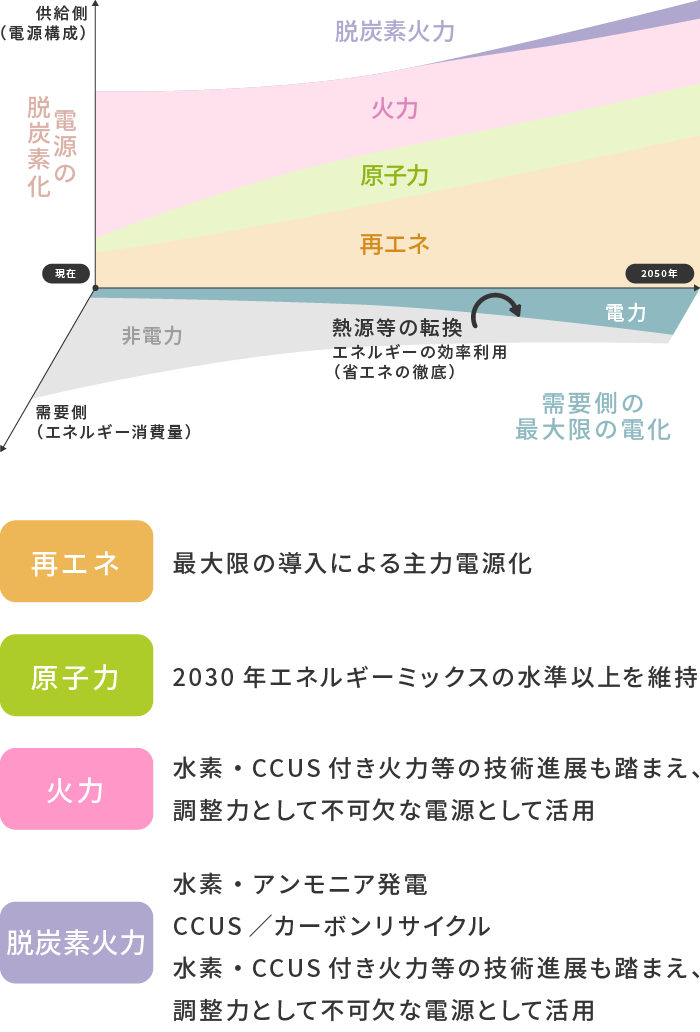 供給側
（電源構成）
脱炭素火力
電源の
脱炭素化
火力
原子力
再エネ
現在
2050年
電力
非電力
熱源等の転換
エネルギーの効率利用
（省エネの徹底）
需要側
（エネルギー消費量）
需要側の
最大限の電化
再エネ
最大限の導入による主力電源化
原子力
2030 年エネルギーミックスの水準以上を維持
火力
水素・CCUS 付き火力等の技術進展も踏まえ、
調整力として不可欠な電源として活用
脱炭素火力
水素・アンモニア発電
CCUS ／カーボンリサイクル
水素・CCUS 付き火力等の技術進展も踏まえ、
調整力として不可欠な電源として活用